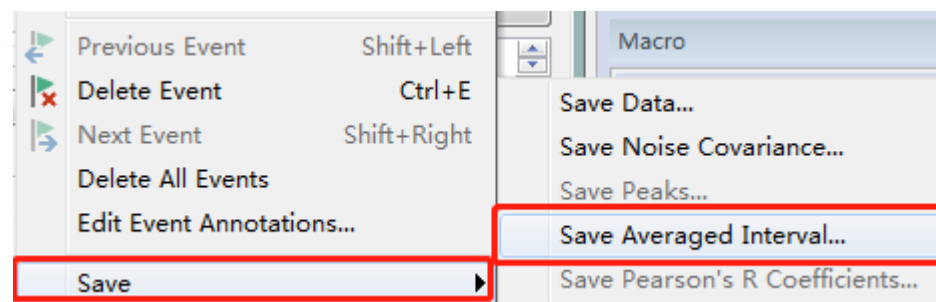 Previous Event Shift+Left
Delete Event Ctrl+E
Next Event Shift+Right
Delete All Events
Edit Event Annotations...
Save
Macro
Save Data...
Save Noise Covariance...
Save Peaks...
Save Averaged Interval...
Save Pearson's R Coefficients...